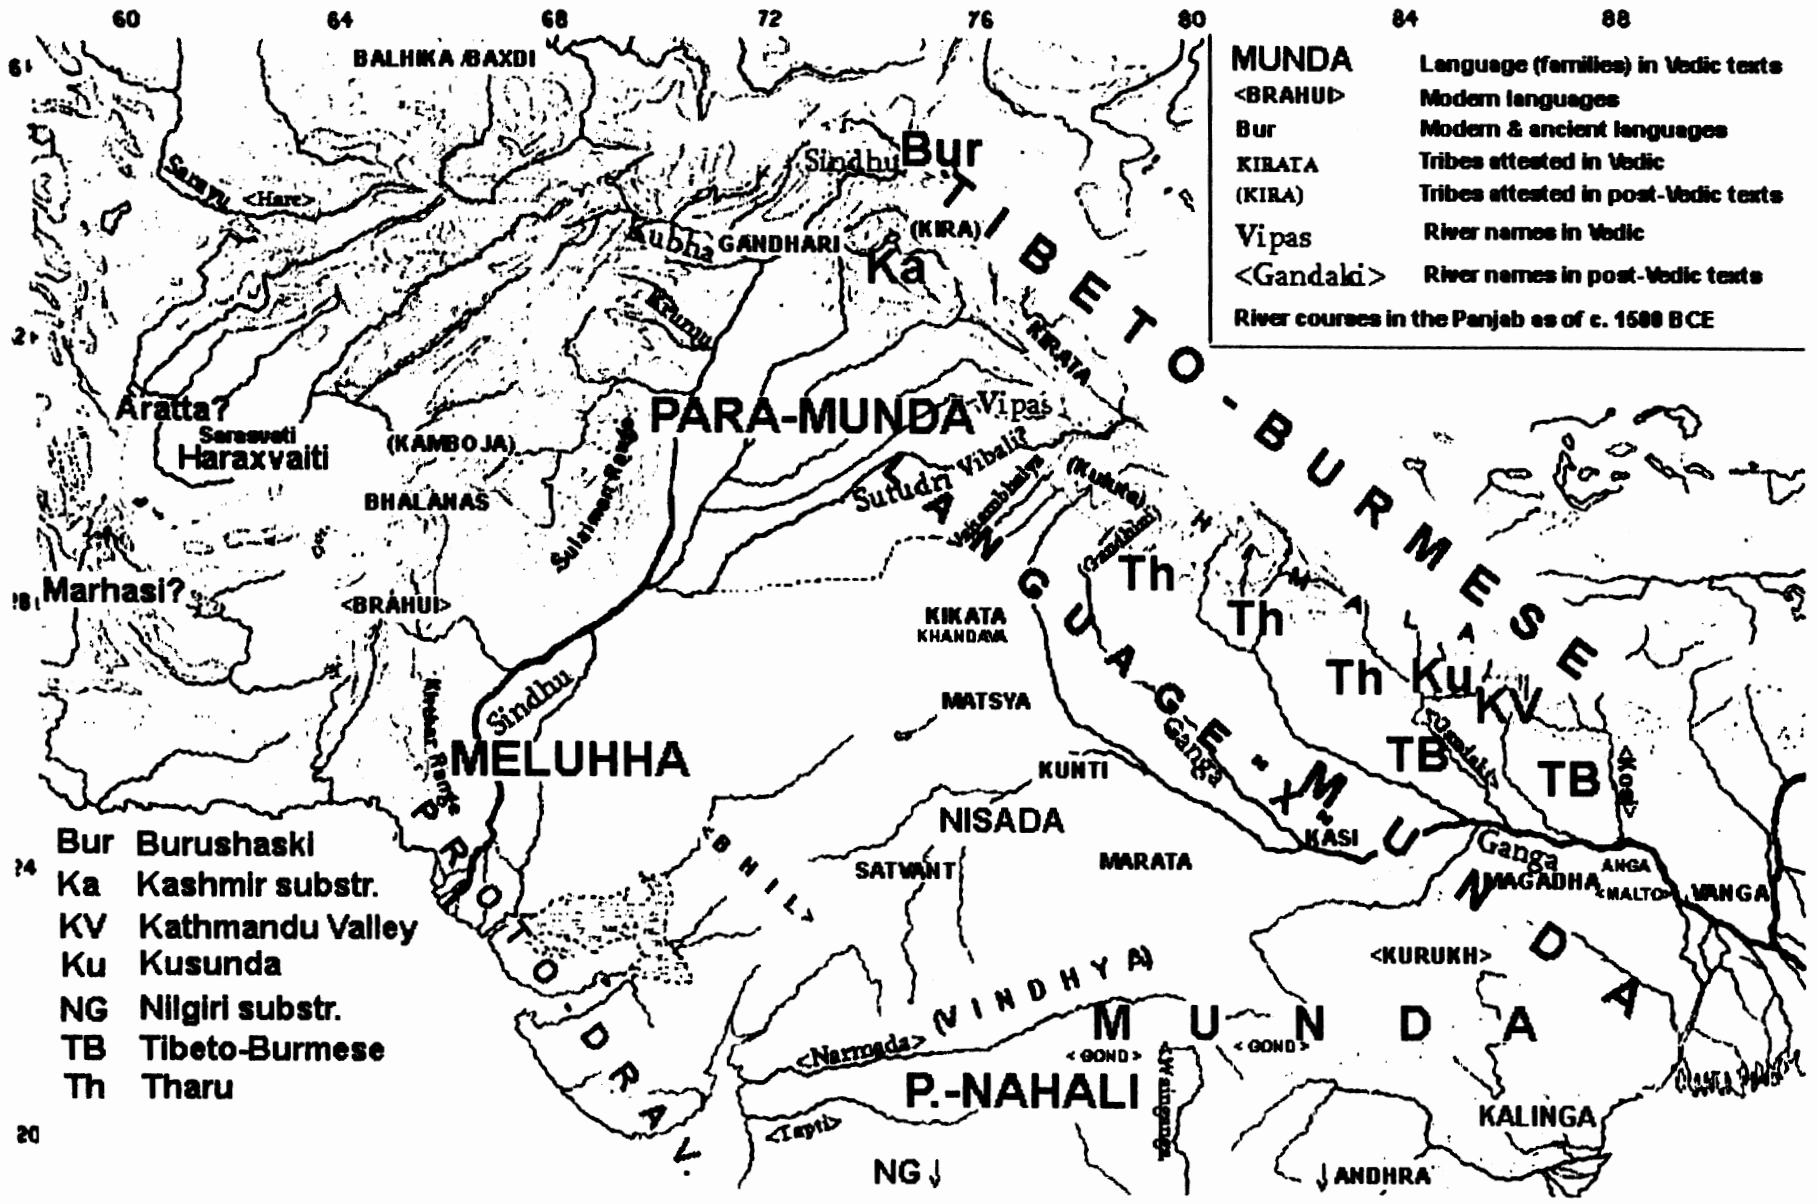 60 64 68 72 76 80 84 88
BALHIKA /BAXDI
MUNDA Language (families) in Vedic texts
<BRAHUI> Modern languages
Bur Modern & ancient languages
KIRATA Tribes attested in Vedic
(KIRA) Tribes attested in post-Vedic texts
Vipas River names in Vedic
<Gandaki> River names in post-Vedic texts
River courses in the Panjab as of c. 1500 BCE
Sindhu
Bur
Sarayu
<Hare>
TIBETO-BURMESE
(KIRA)
Kubha
GANDHARI
Ka
Krumu
KIRATA
Aratta?
Sarasvati
Haraxvaiti
PARA-MUNDA
Vipas
(KAMBOJA)
Sulaiman Range
Vibali?
Sutudri
BHALANAS
(Kuluta)
LANGUAGE-X
HIMALAYA
Marhasi?
<BRAHUI>
Th
Th
KIKATA
KHANDAVA
Th
Ku
KV
Sindhu
MATSYA
Ganga
MELUHHA
KUNTI
TB
TB
<Kosi>
NISADA
KASI
MUNDA
PROTO-DRAV.
<BHIL>
SATVANT
MARATA
Ganga
ANGA
MAGADHA
<MALTO>
VANGA
Bur Burushaski
24
Ka Kashmir substr.
KV Kathmandu Valley
Ku Kusunda
NG Nilgiri substr.
TB Tibeto-Burmese
Th Tharu
<KURUKH>
(VINDHYA)
MUNDA
<Narmada>
<GOND>
<GOND>
P.-NAHALI
<Tapti>
KALINGA
20
NG
ANDHRA